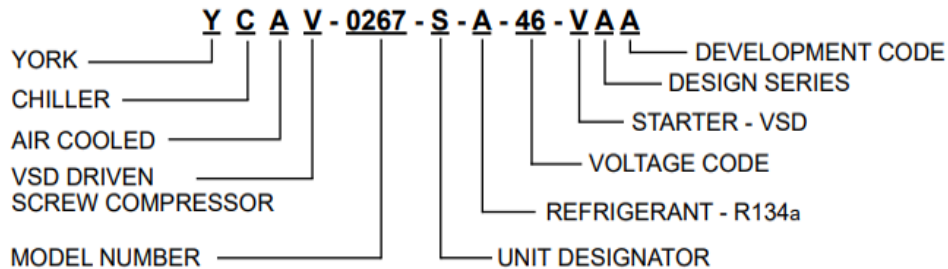 Y C A V - 0267 - S - A - 46 - V A A
YORK
CHILLER
AIR COOLED
VSD DRIVEN
SCREW COMPRESSOR
MODEL NUMBER
DEVELOPMENT CODE
DESIGN SERIES
STARTER - VSD
VOLTAGE CODE
REFRIGERANT - R134a
UNIT DESIGNATOR